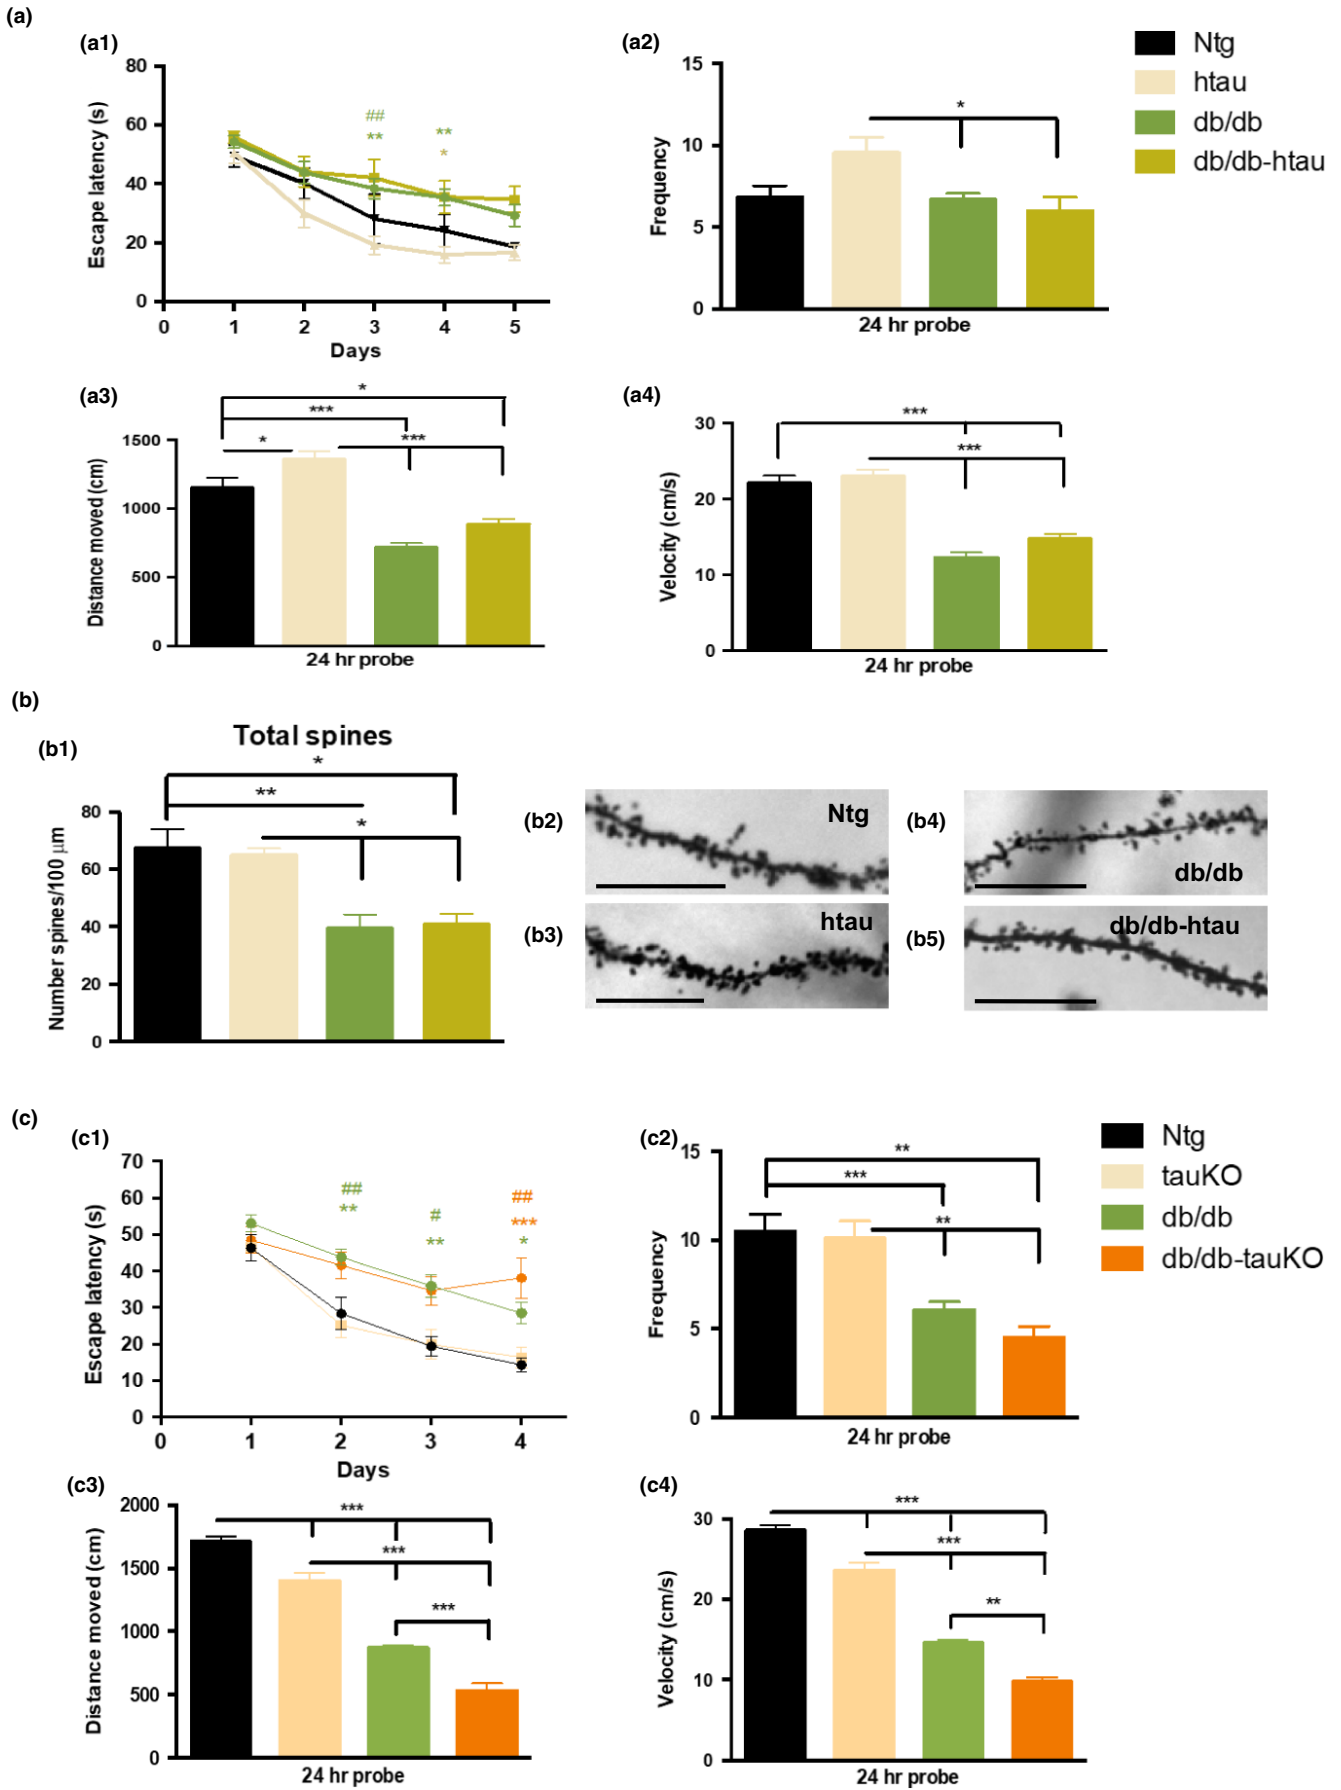 (a)
(a1)
80
60
40
20
0
Escape latency (s)
##
**
**
*
0 1 2 3 4 5
Days
(a2)
15
10
5
0
Frequency
*
24 hr probe
Ntg
htau
db/db
db/db-htau
(a3)
1500
1000
500
0
Distance moved (cm)
*
***
*
***
24 hr probe
(a4)
30
20
10
0
Velocity (cm/s)
***
***
24 hr probe
(b)
(b1)
Total spines
80
60
40
20
0
Number spines/100 μm
*
**
*
(b2)
Ntg
(b3)
htau
(b4)
db/db
(b5)
db/db-htau
(c)
(c1)
70
60
50
40
30
20
10
0
Escape latency (s)
##
**
#
**
##
***
*
0 1 2 3 4
Days
(c2)
15
10
5
0
Frequency
**
***
**
24 hr probe
Ntg
tauKO
db/db
db/db-tauKO
(c3)
2000
1500
1000
500
0
Distance moved (cm)
***
***
***
24 hr probe
(c4)
30
20
10
0
Velocity (cm/s)
***
***
**
24 hr probe